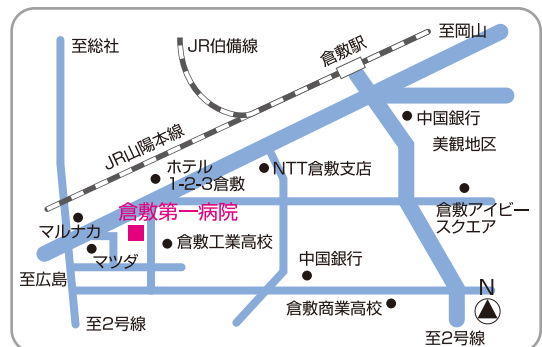 至総社
JR伯備線
倉敷駅
至岡山
中国銀行
美観地区
JR山陽本線
ホテル
1-2-3倉敷
NTT倉敷支店
倉敷アイビー
スクエア
倉敷第一病院
マルナカ
マツダ
倉敷工業高校
中国銀行
至広島
倉敷商業高校
N
至2号線
至2号線